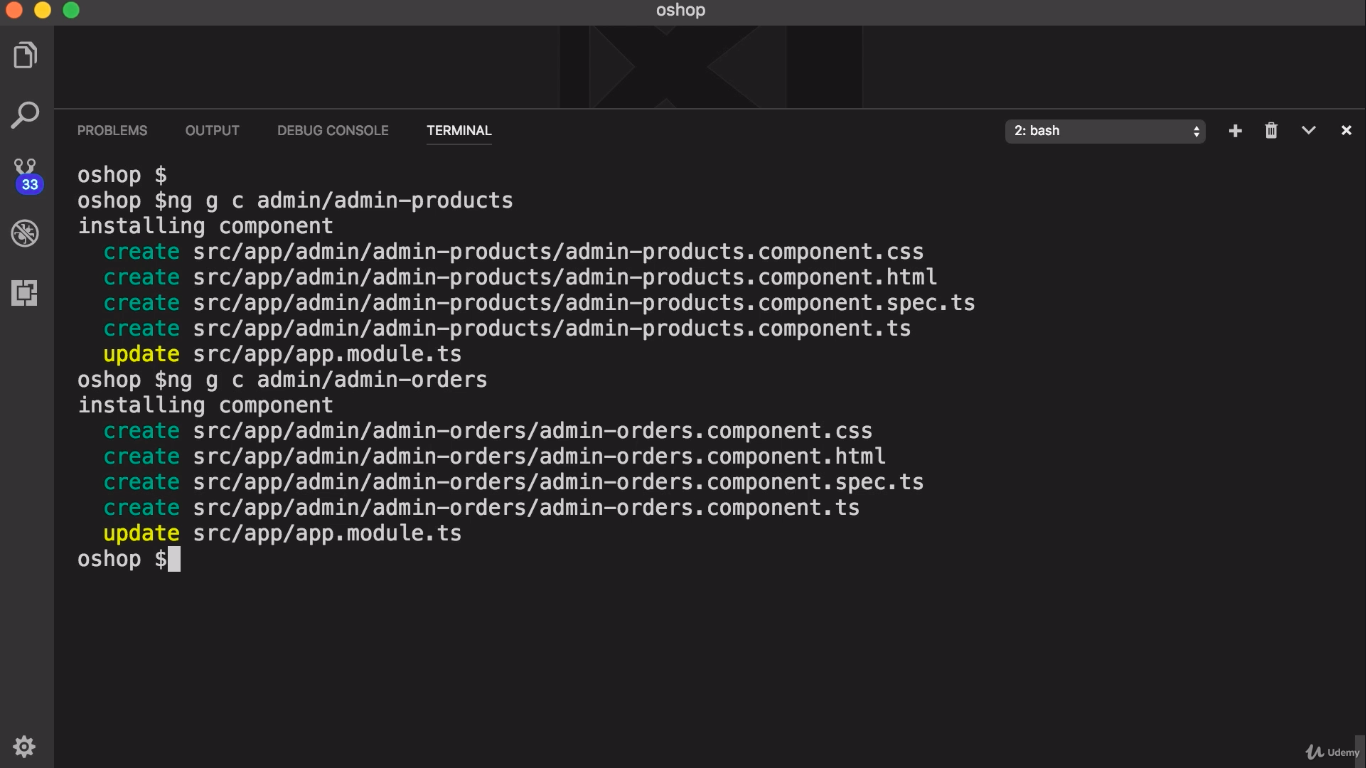 oshop
PROBLEMS OUTPUT DEBUG CONSOLE TERMINAL 2: bash
33
oshop $
oshop $ng g c admin/admin-products
installing component
create src/app/admin/admin-products/admin-products.component.css
create src/app/admin/admin-products/admin-products.component.html
create src/app/admin/admin-products/admin-products.component.spec.ts
create src/app/admin/admin-products/admin-products.component.ts
update src/app/app.module.ts
oshop $ng g c admin/admin-orders
installing component
create src/app/admin/admin-orders/admin-orders.component.css
create src/app/admin/admin-orders/admin-orders.component.html
create src/app/admin/admin-orders/admin-orders.component.spec.ts
create src/app/admin/admin-orders/admin-orders.component.ts
update src/app/app.module.ts
oshop $
Udemy